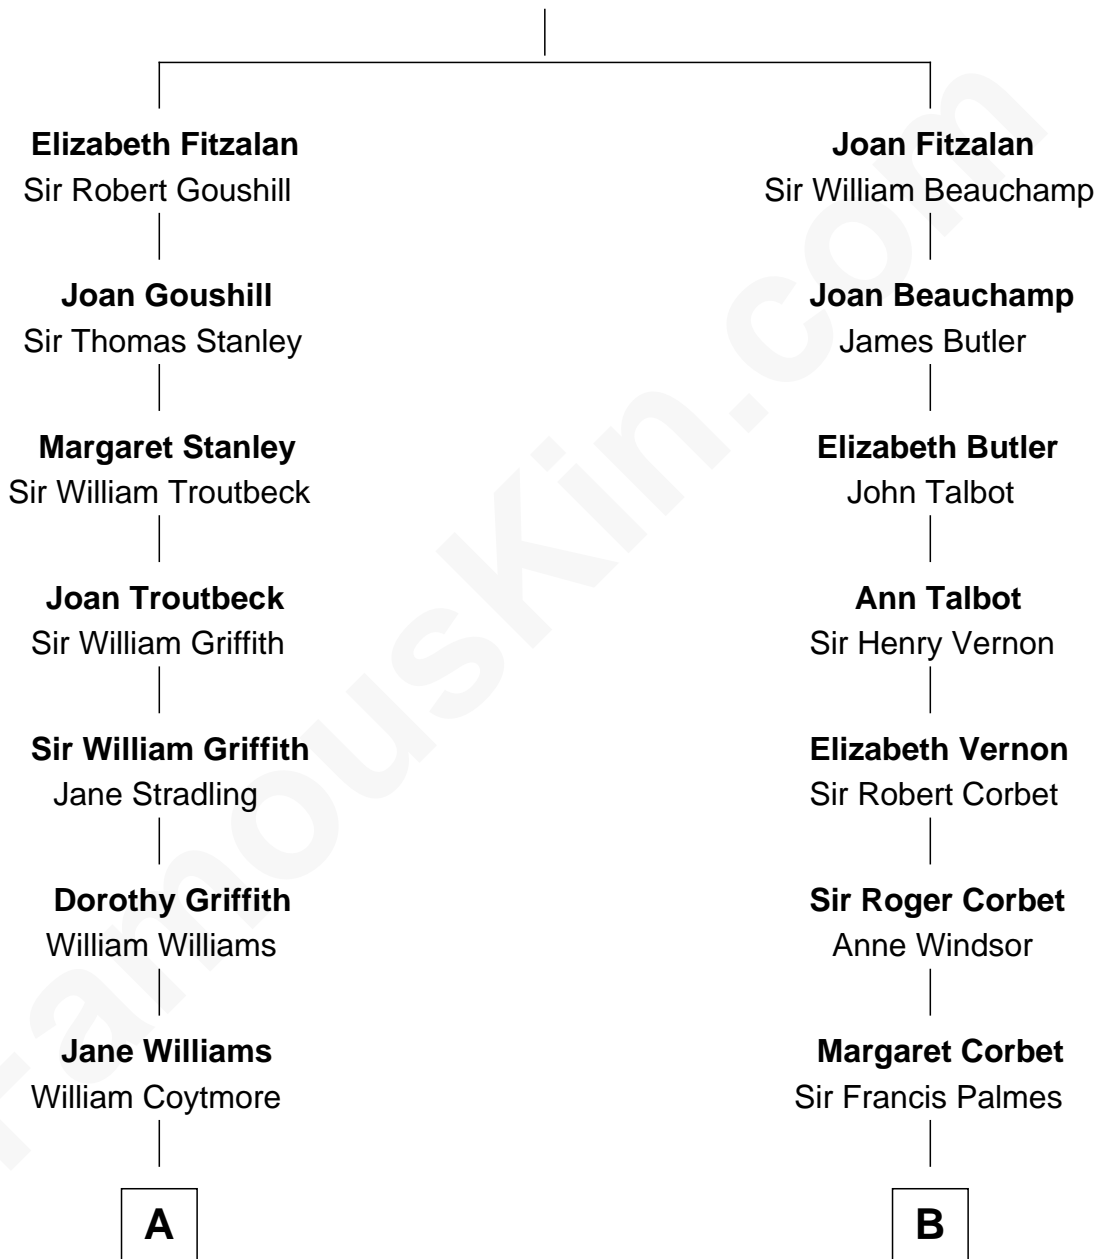 Elizabeth Fitzalan
Sir Robert Goushill
Joan Goushill
Sir Thomas Stanley
Margaret Stanley
Sir William Troutbeck
Joan Troutbeck
Sir William Griffith
Sir William Griffith
Jane Stradling
Dorothy Griffith
William Williams
Jane Williams
William Coytmore
A
Joan Fitzalan
Sir William Beauchamp
Joan Beauchamp
James Butler
Elizabeth Butler
John Talbot
Ann Talbot
Sir Henry Vernon
Elizabeth Vernon
Sir Robert Corbet
Sir Roger Corbet
Anne Windsor
Margaret Corbet
Sir Francis Palmes
B
FamousKin.com